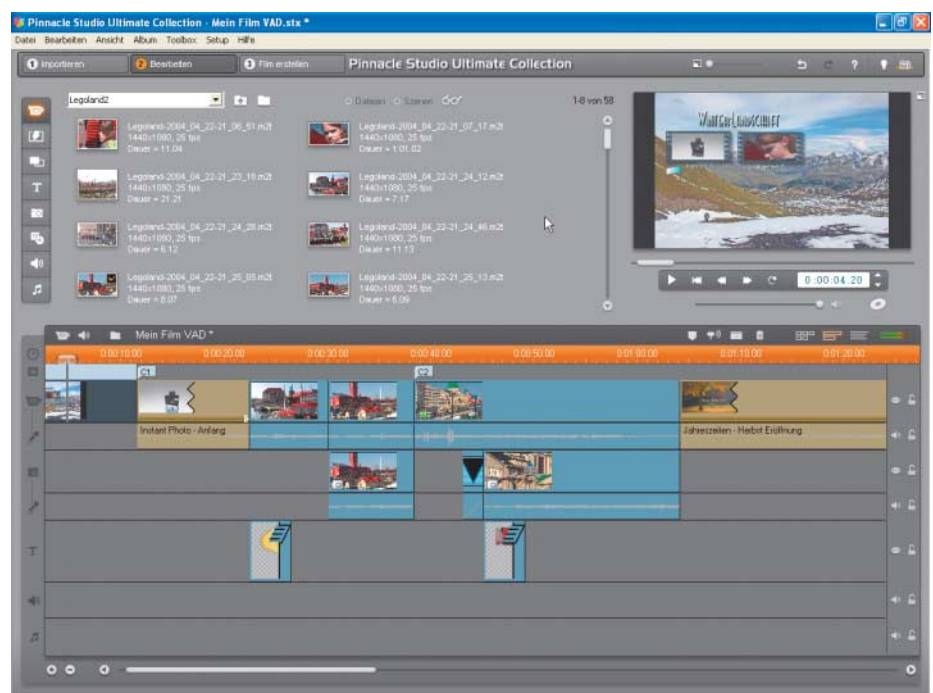 Pinnacle Studio Ultimate Collection - Mein Film VAD.stx *
Datei Bearbeiten Ansicht Album Toolbox Setup Hilfe
1 Importieren 2 Bearbeiten 3 Film erstellen Pinnacle Studio Ultimate Collection ?
Legoland2 Dateien Szenen 1-8 von 58
Legoland-2004_04_22-21_06_51.m2t
1440x1080, 25 fps
Dauer = 11.04
Legoland-2004_04_22-21_07_17.m2t
1440x1080, 25 fps
Dauer = 1:01.02
Legoland-2004_04_22-21_23_18.m2t
1440x1080, 25 fps
Dauer = 21.21
Legoland-2004_04_22-21_24_12.m2t
1440x1080, 25 fps
Dauer = 7.17
Legoland-2004_04_22-21_24_28.m2t
1440x1080, 25 fps
Dauer = 6.12
Legoland-2004_04_22-21_24_46.m2t
1440x1080, 25 fps
Dauer = 11.13
Legoland-2004_04_22-21_25_05.m2t
1440x1080, 25 fps
Dauer = 8.07
Legoland-2004_04_22-21_25_13.m2t
1440x1080, 25 fps
Dauer = 6.09
T
0:00:04.20
Mein Film VAD *
0:00:10.00 0:00:20.00 0:00:30.00 0:00:40.00 0:00:50.00 0:01:00.00 0:01:10.00 0:01:20.00
C1 C2
Instant Photo - Anfang Jahreszeiten - Herbst Eröffnung
T